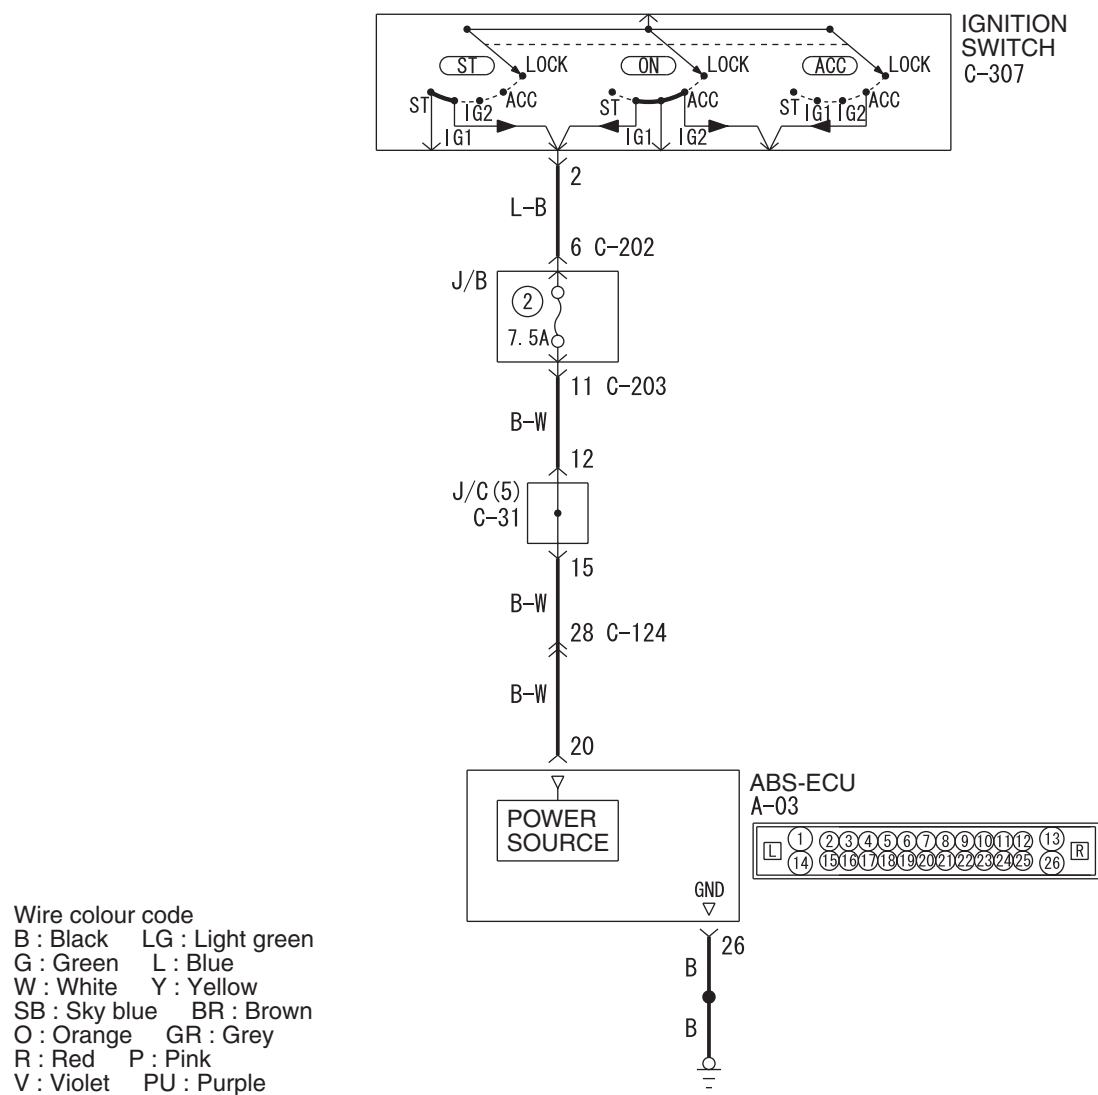 IGNITION
SWITCH
C-307
ST LOCK ON LOCK ACC LOCK
ST IG1 IG2 ACC ST IG1 IG2 ACC ST IG1 IG2 ACC
2
L-B
6 C-202
J/B
2
7.5A
11 C-203
B-W
12
J/C(5)
C-31
15
B-W
28 C-124
B-W
20
ABS-ECU
A-03
POWER
SOURCE
L 1 2 3 4 5 6 7 8 9 10 11 12 13 R
14 15 16 17 18 19 20 21 22 23 24 25 26
GND
26
B
B
Wire colour code
B : Black LG : Light green
G : Green L : Blue
W : White Y : Yellow
SB : Sky blue BR : Brown
O : Orange GR : Grey
R : Red P : Pink
V : Violet PU : Purple